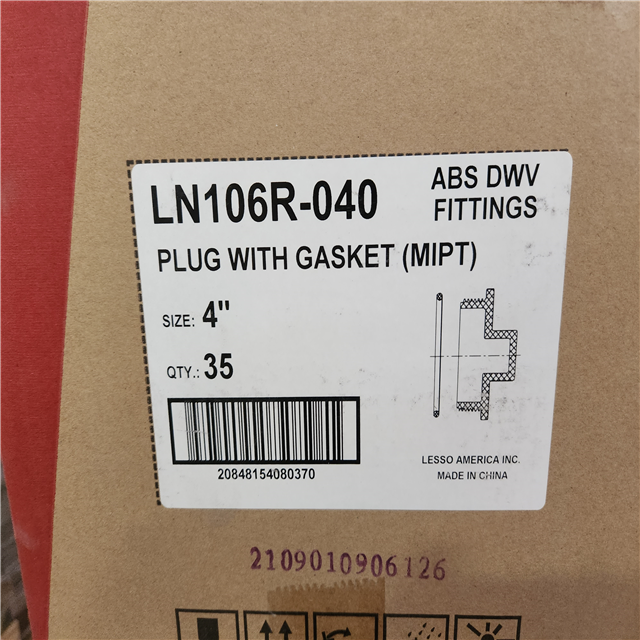 LN106R-040
ABS DWV
FITTINGS
PLUG WITH GASKET (MIPT)
SIZE: 4"
QTY.: 35
20848154080370
LESSO AMERICA INC.
MADE IN CHINA
2109010906126